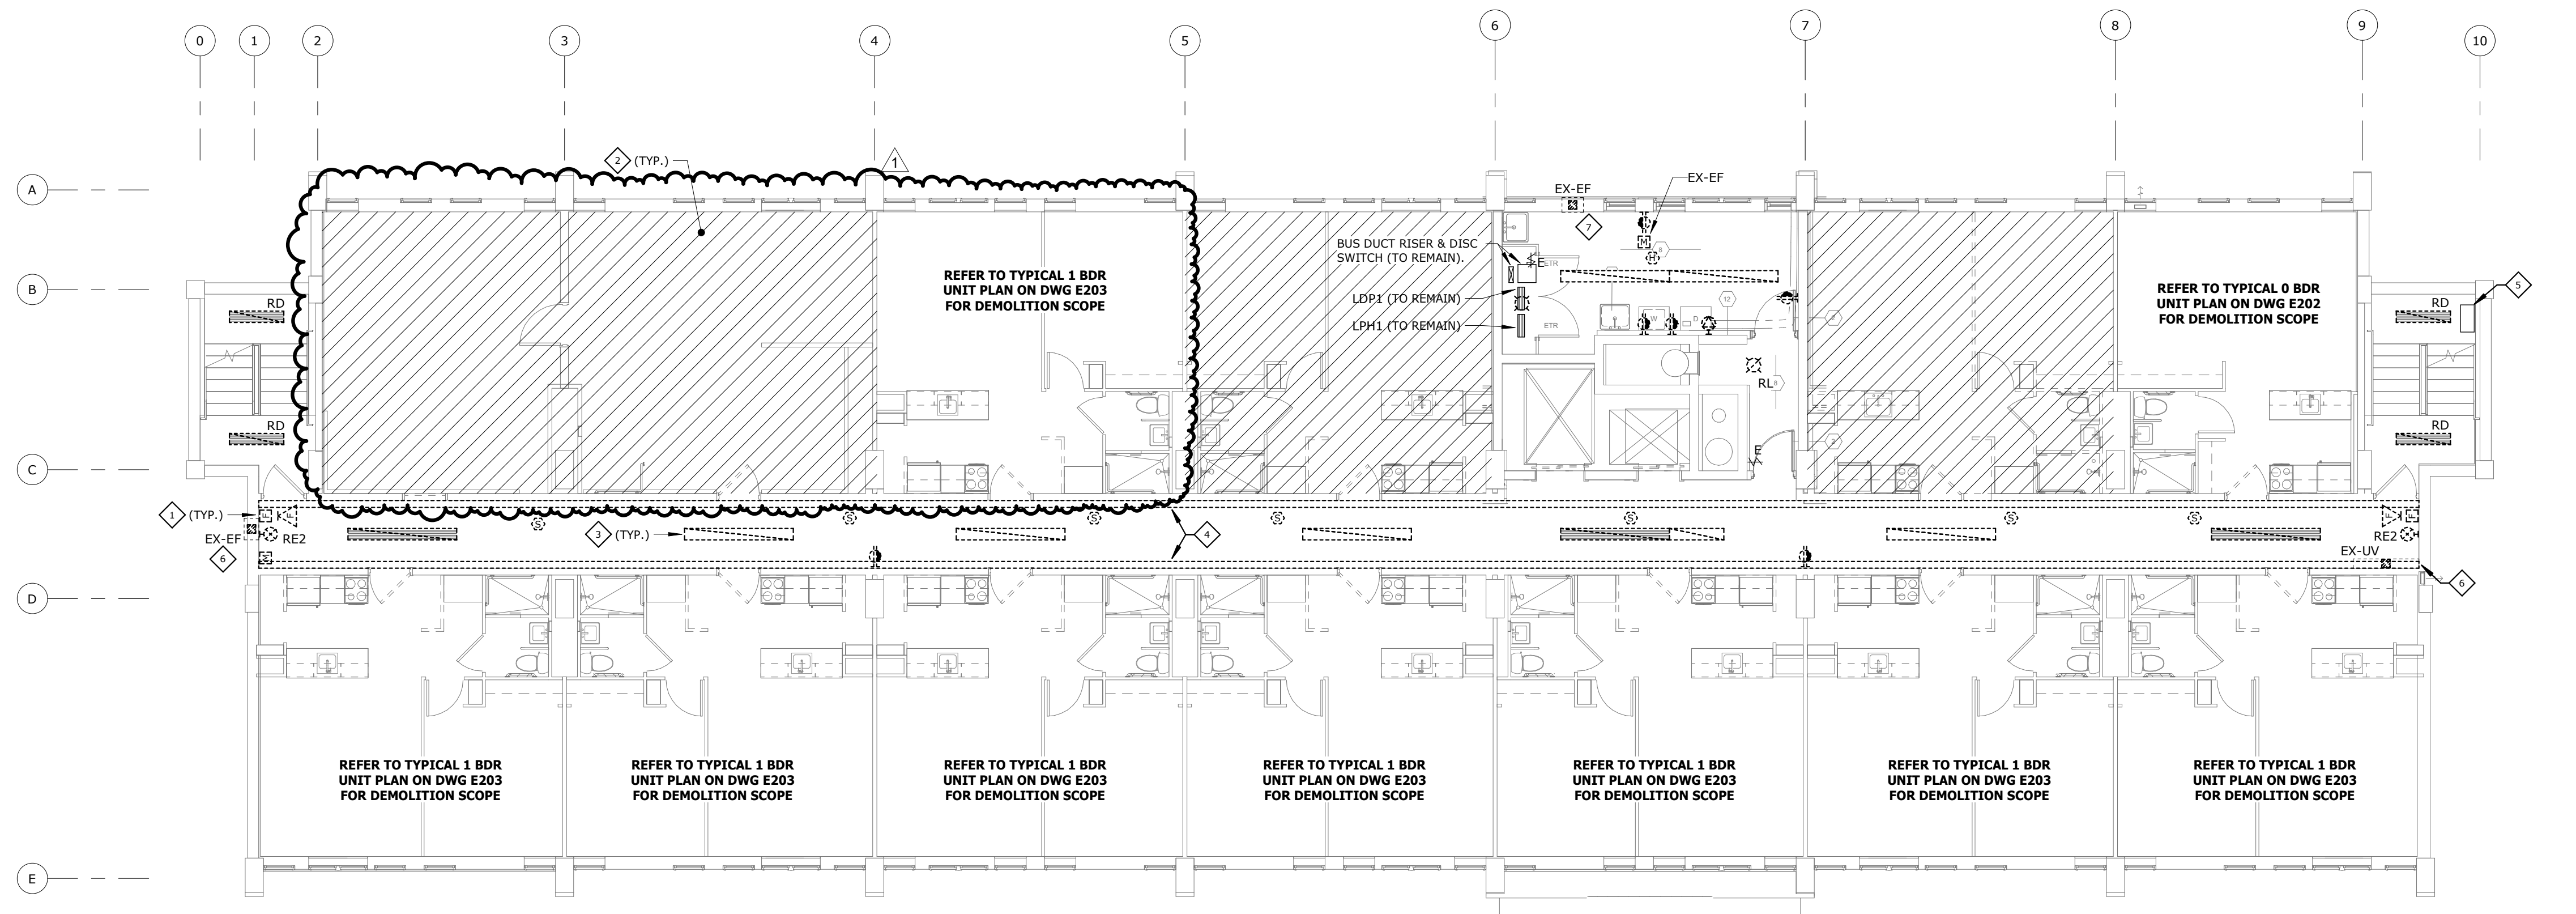 0 1 2 3 4 5 6 7 8 9 10
2 (TYP.)
1
A
EX-EF
EX-EF
7
8
M
H
BUS DUCT RISER & DISC
SWITCH (TO REMAIN).
E
ETR
REFER TO TYPICAL 1 BDR
UNIT PLAN ON DWG E203
FOR DEMOLITION SCOPE
REFER TO TYPICAL 0 BDR
UNIT PLAN ON DWG E202
FOR DEMOLITION SCOPE
B
RD
RD
5
LDP1 (TO REMAIN)
12
LPH1 (TO REMAIN)
ETR
W
D
RL
8
RD
RD
E
C
1 (TYP.)
F
F
S
S
S
S
S
S
S
F
F
EX-EF
RE2
3 (TYP.)
4
RE2
6
M
EX-UV
6
D
REFER TO TYPICAL 1 BDR
UNIT PLAN ON DWG E203
FOR DEMOLITION SCOPE
REFER TO TYPICAL 1 BDR
UNIT PLAN ON DWG E203
FOR DEMOLITION SCOPE
REFER TO TYPICAL 1 BDR
UNIT PLAN ON DWG E203
FOR DEMOLITION SCOPE
REFER TO TYPICAL 1 BDR
UNIT PLAN ON DWG E203
FOR DEMOLITION SCOPE
REFER TO TYPICAL 1 BDR
UNIT PLAN ON DWG E203
FOR DEMOLITION SCOPE
REFER TO TYPICAL 1 BDR
UNIT PLAN ON DWG E203
FOR DEMOLITION SCOPE
REFER TO TYPICAL 1 BDR
UNIT PLAN ON DWG E203
FOR DEMOLITION SCOPE
E